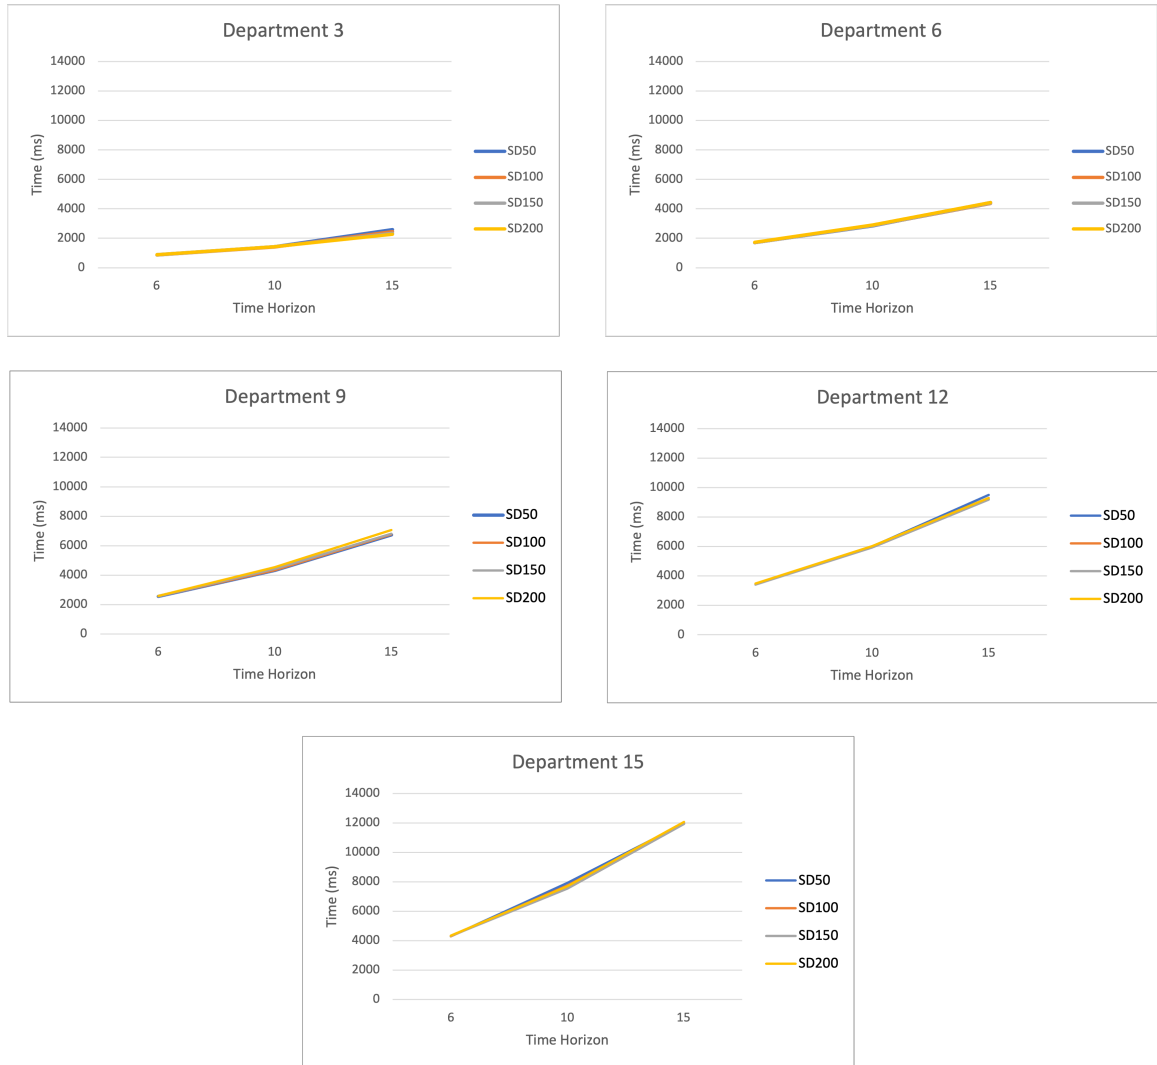 Department 3
14000
12000
10000
8000
6000
4000
2000
0
Time (ms)
6 10 15
Time Horizon
SD50
SD100
SD150
SD200
Department 6
14000
12000
10000
8000
6000
4000
2000
0
Time (ms)
6 10 15
Time Horizon
SD50
SD100
SD150
SD200
Department 9
14000
12000
10000
8000
6000
4000
2000
0
Time (ms)
6 10 15
Time Horizon
SD50
SD100
SD150
SD200
Department 12
14000
12000
10000
8000
6000
4000
2000
0
Time (ms)
6 10 15
Time Horizon
SD50
SD100
SD150
SD200
Department 15
14000
12000
10000
8000
6000
4000
2000
0
Time (ms)
6 10 15
Time Horizon
SD50
SD100
SD150
SD200